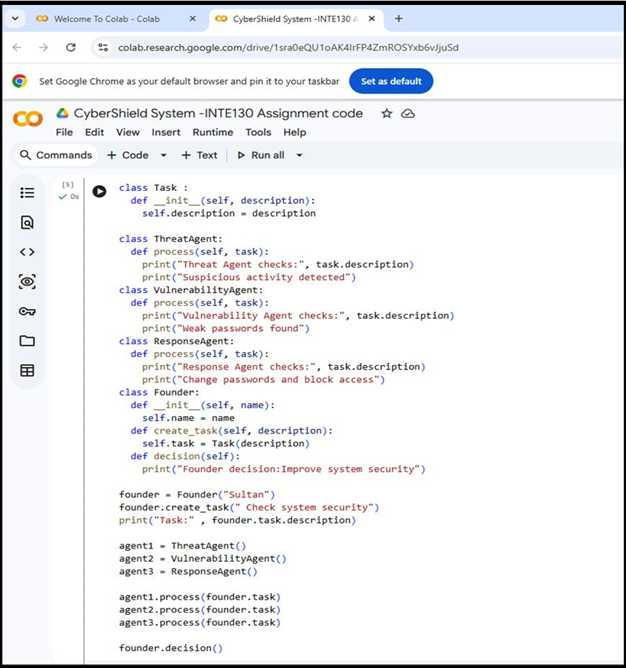 Welcome To Colab - Colab
CyberShield System -INTE130 A
colab.research.google.com/drive/1sra0eQU1oAK4IrFP4ZmROSYxb6vJjuSd
Set Google Chrome as your default browser and pin it to your taskbar
Set as default
CyberShield System -INTE130 Assignment code
File Edit View Insert Runtime Tools Help
Commands + Code + Text Run all
[5]
0s
class Task :
  def __init__(self, description):
    self.description = description

class ThreatAgent:
  def process(self, task):
    print("Threat Agent checks:", task.description)
    print("Suspicious activity detected")
class VulnerabilityAgent:
  def process(self, task):
    print("Vulnerability Agent checks:", task.description)
    print("Weak passwords found")
class ResponseAgent:
  def process(self, task):
    print("Response Agent checks:", task.description)
    print("Change passwords and block access")
class Founder:
  def __init__(self, name):
    self.name = name
  def create_task(self, description):
    self.task = Task(description)
  def decision(self):
    print("Founder decision:Improve system security")

founder = Founder("Sultan")
founder.create_task(" Check system security")
print("Task:" , founder.task.description)

agent1 = ThreatAgent()
agent2 = VulnerabilityAgent()
agent3 = ResponseAgent()

agent1.process(founder.task)
agent2.process(founder.task)
agent3.process(founder.task)

founder.decision()